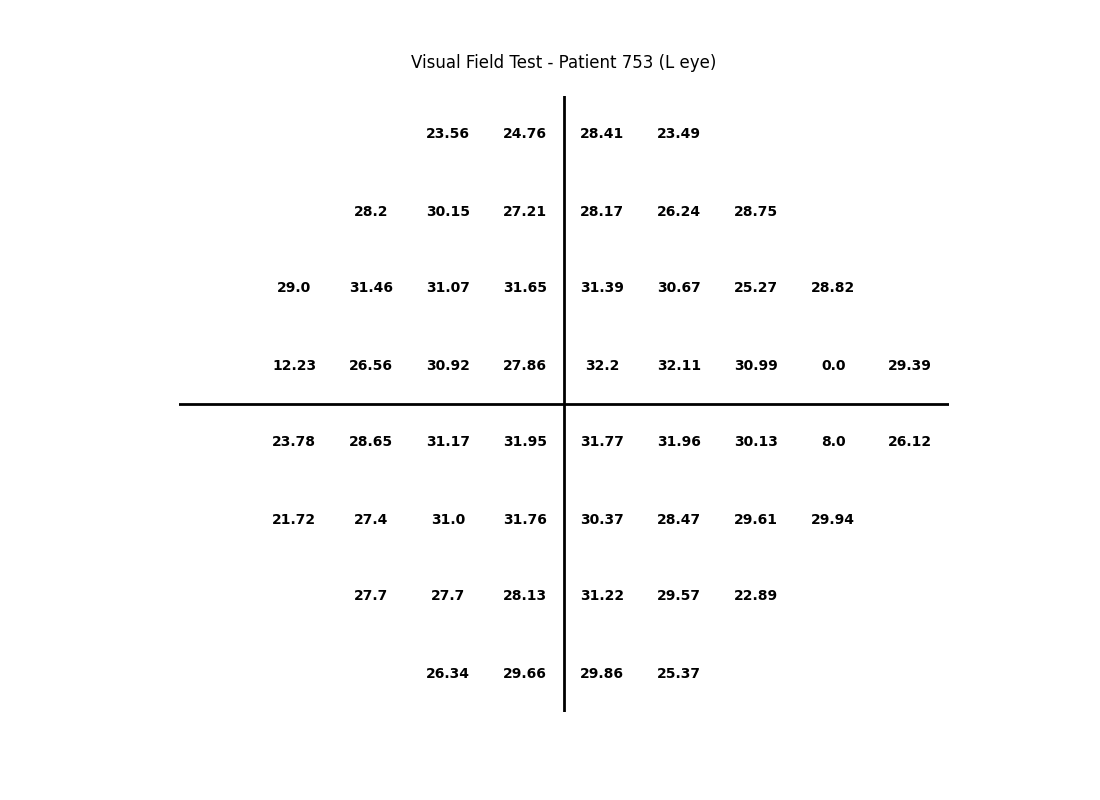 Visual Field Test - Patient 753 (L eye)
23.56 24.76 28.41 23.49
28.2 30.15 27.21 28.17 26.24 28.75
29.0 31.46 31.07 31.65 31.39 30.67 25.27 28.82
12.23 26.56 30.92 27.86 32.2 32.11 30.99 0.0 29.39
23.78 28.65 31.17 31.95 31.77 31.96 30.13 8.0 26.12
21.72 27.4 31.0 31.76 30.37 28.47 29.61 29.94
27.7 27.7 28.13 31.22 29.57 22.89
26.34 29.66 29.86 25.37